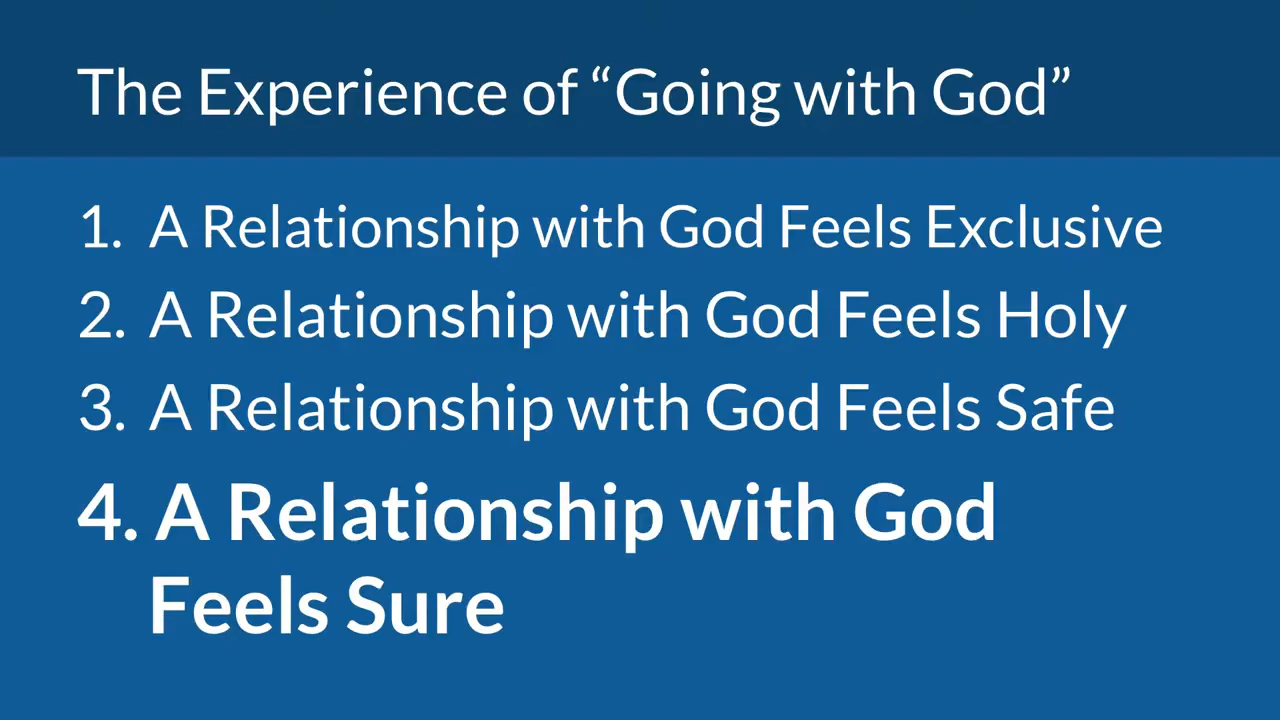 The Experience of “Going with God”
1. A Relationship with God Feels Exclusive
2. A Relationship with God Feels Holy
3. A Relationship with God Feels Safe
4. A Relationship with God
Feels Sure